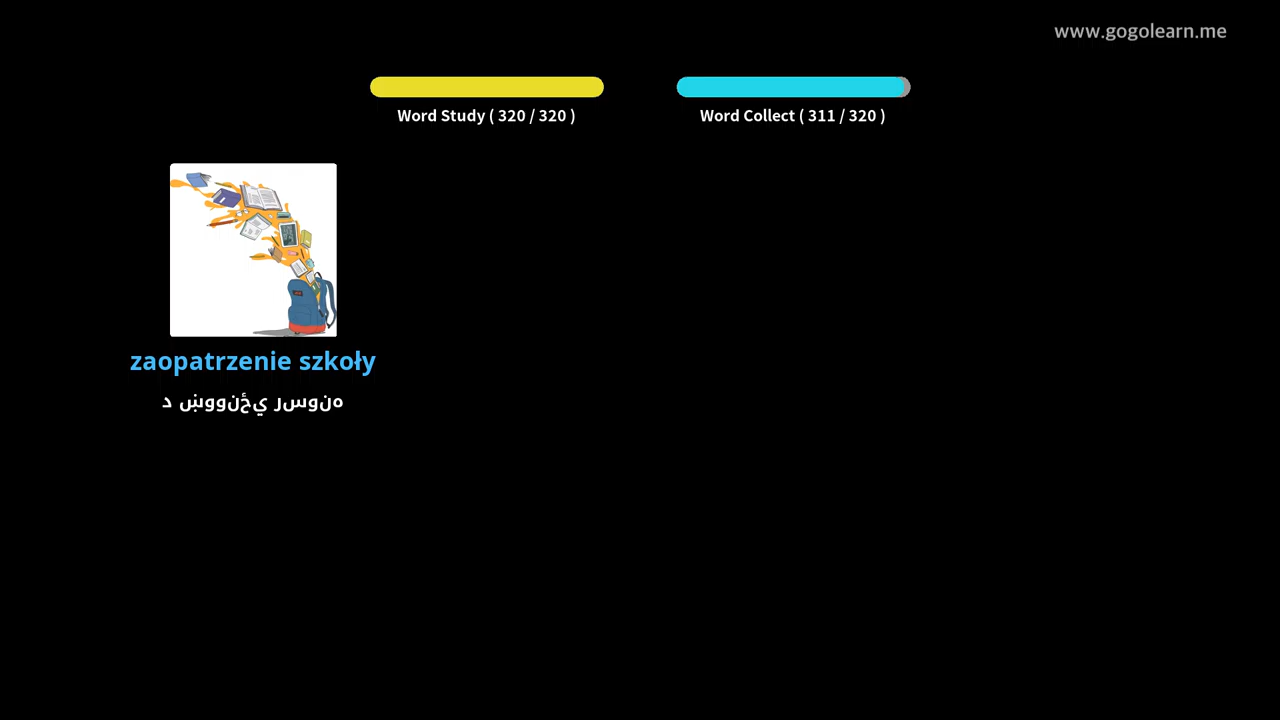 www.gogolearn.me
Word Study ( 320 / 320 )
Word Collect ( 311 / 320 )
zaopatrzenie szkoły
د ښوونځي رسونه